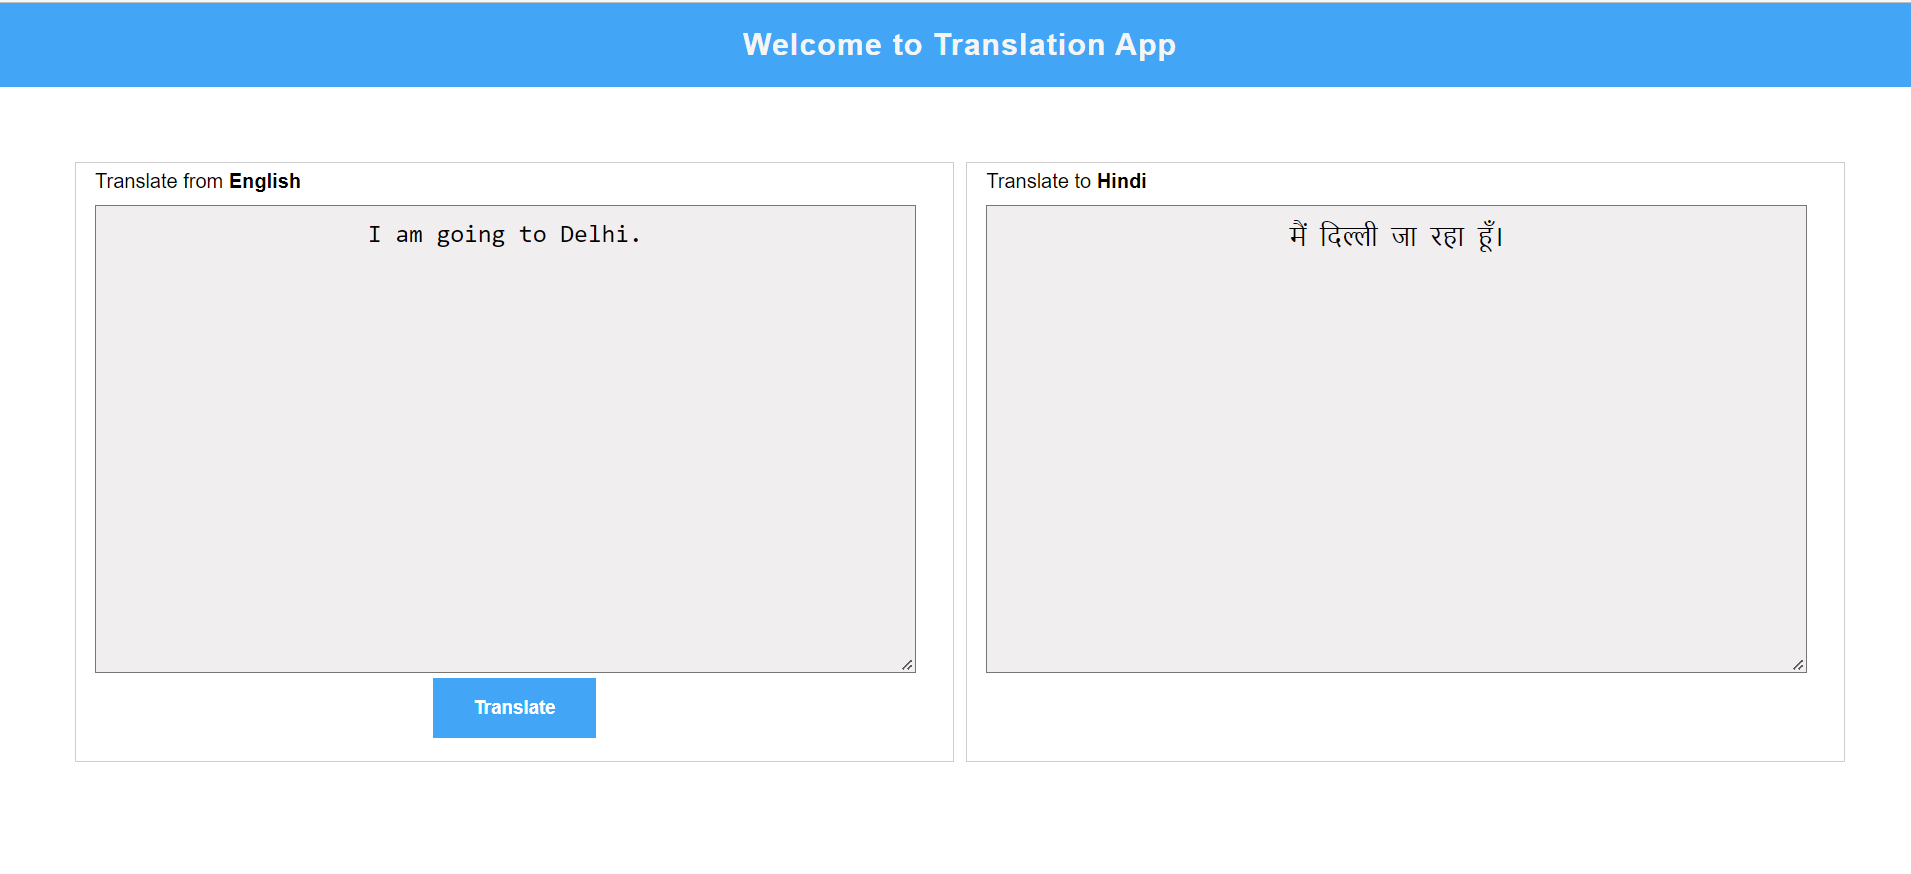 Welcome to Translation App
Translate from English
I am going to Delhi.
Translate
Translate to Hindi
मैं दिल्ली जा रहा हूँ।